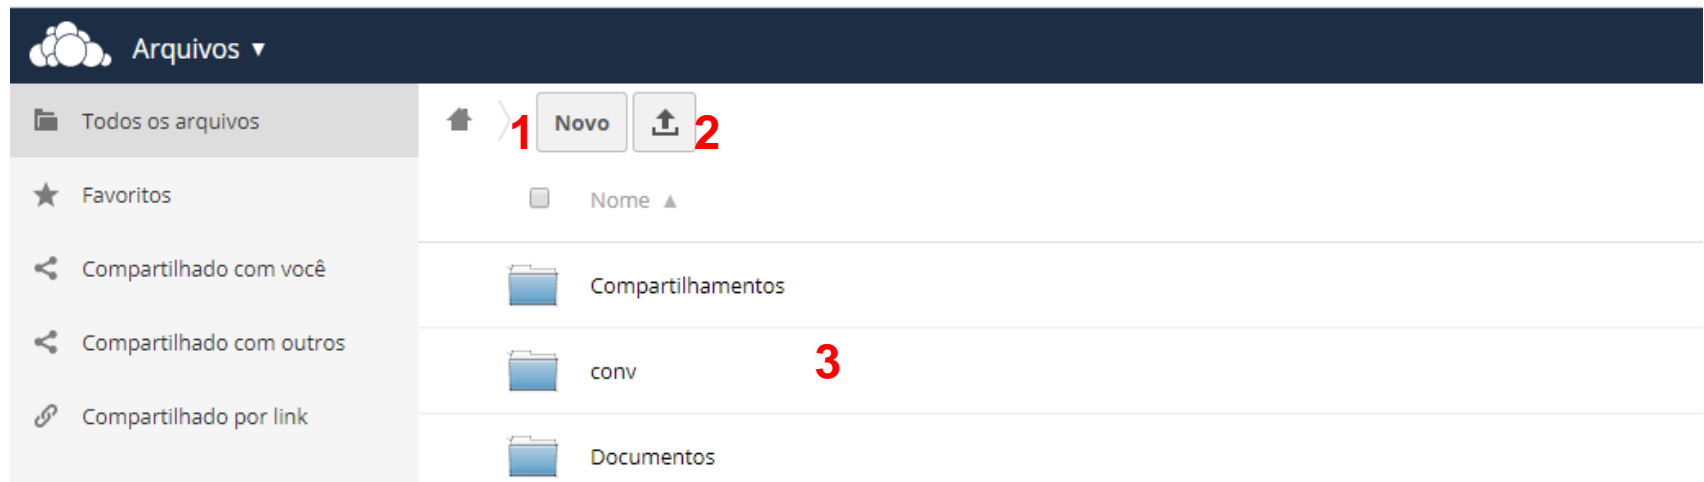 Arquivos ▾
Todos os arquivos
Favoritos
Compartilhado com você
Compartilhado com outros
Compartilhado por link
1 Novo 2
Nome ▲
Compartilhamentos
conv 3
Documentos